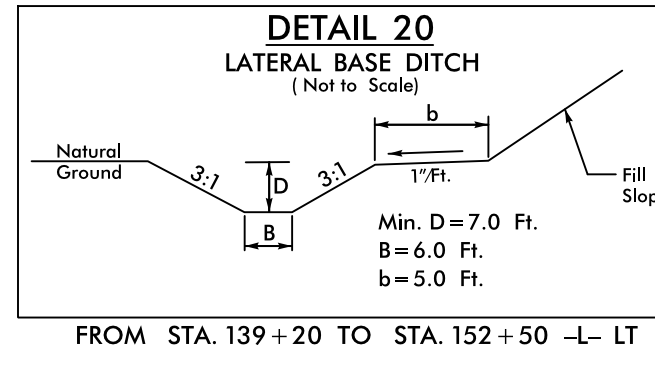 DETAIL 20
LATERAL BASE DITCH
( Not to Scale)
b
Natural
Ground
3:1
D
3:1
1"/Ft.
Fill
Slop
B
Min. D = 7.0 Ft.
B = 6.0 Ft.
b = 5.0 Ft.
FROM STA. 139 + 20 TO STA. 152 + 50 -L- LT